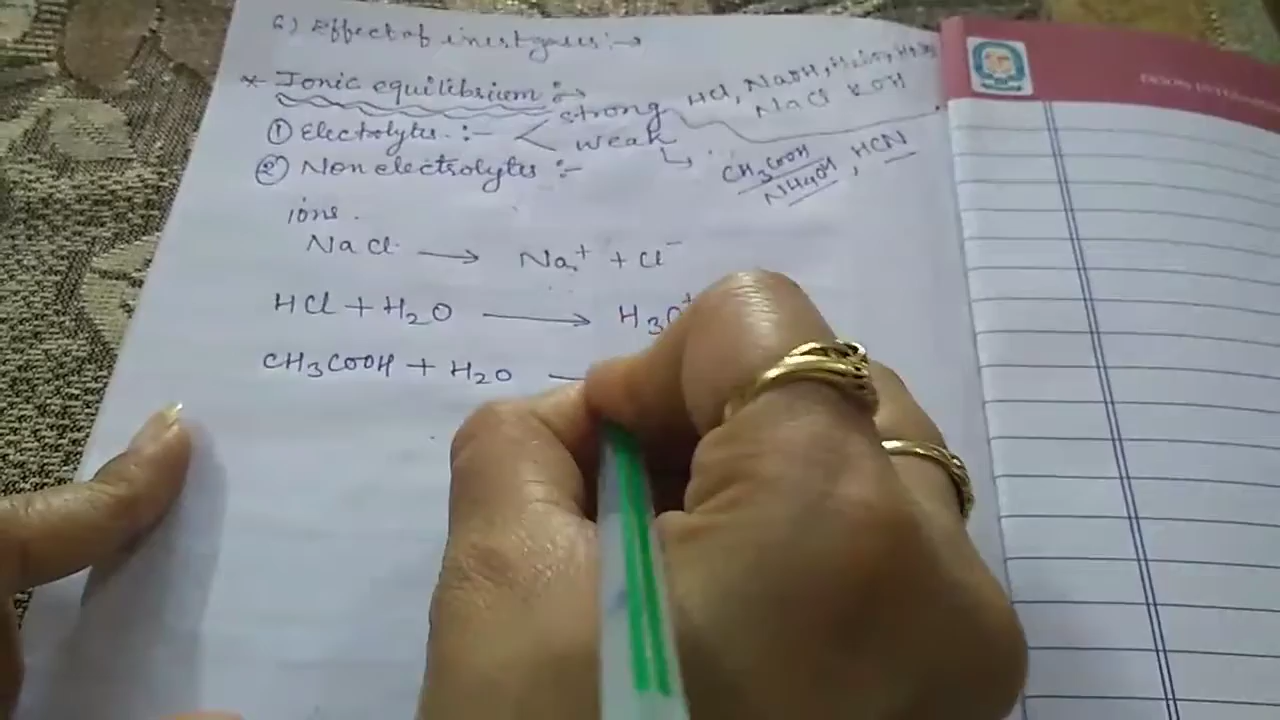 6) Effect of inert gases :→
* Ionic equilibrium :→
① Electrolytes :- < strong HCl, NaOH,
NaCl KOH
weak ↳ CH3COOH, HCN
NH4OH
② Non electrolytes :-
ions.
NaCl ⟶ Na+ + Cl-
HCl + H2O ⟶ H3O+
CH3COOH + H2O